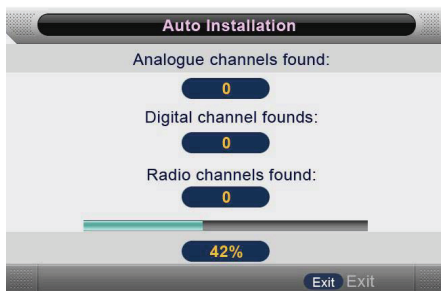 Auto Installation
Analogue channels found:
0
Digital channel founds:
0
Radio channels found:
0
42%
Exit Exit